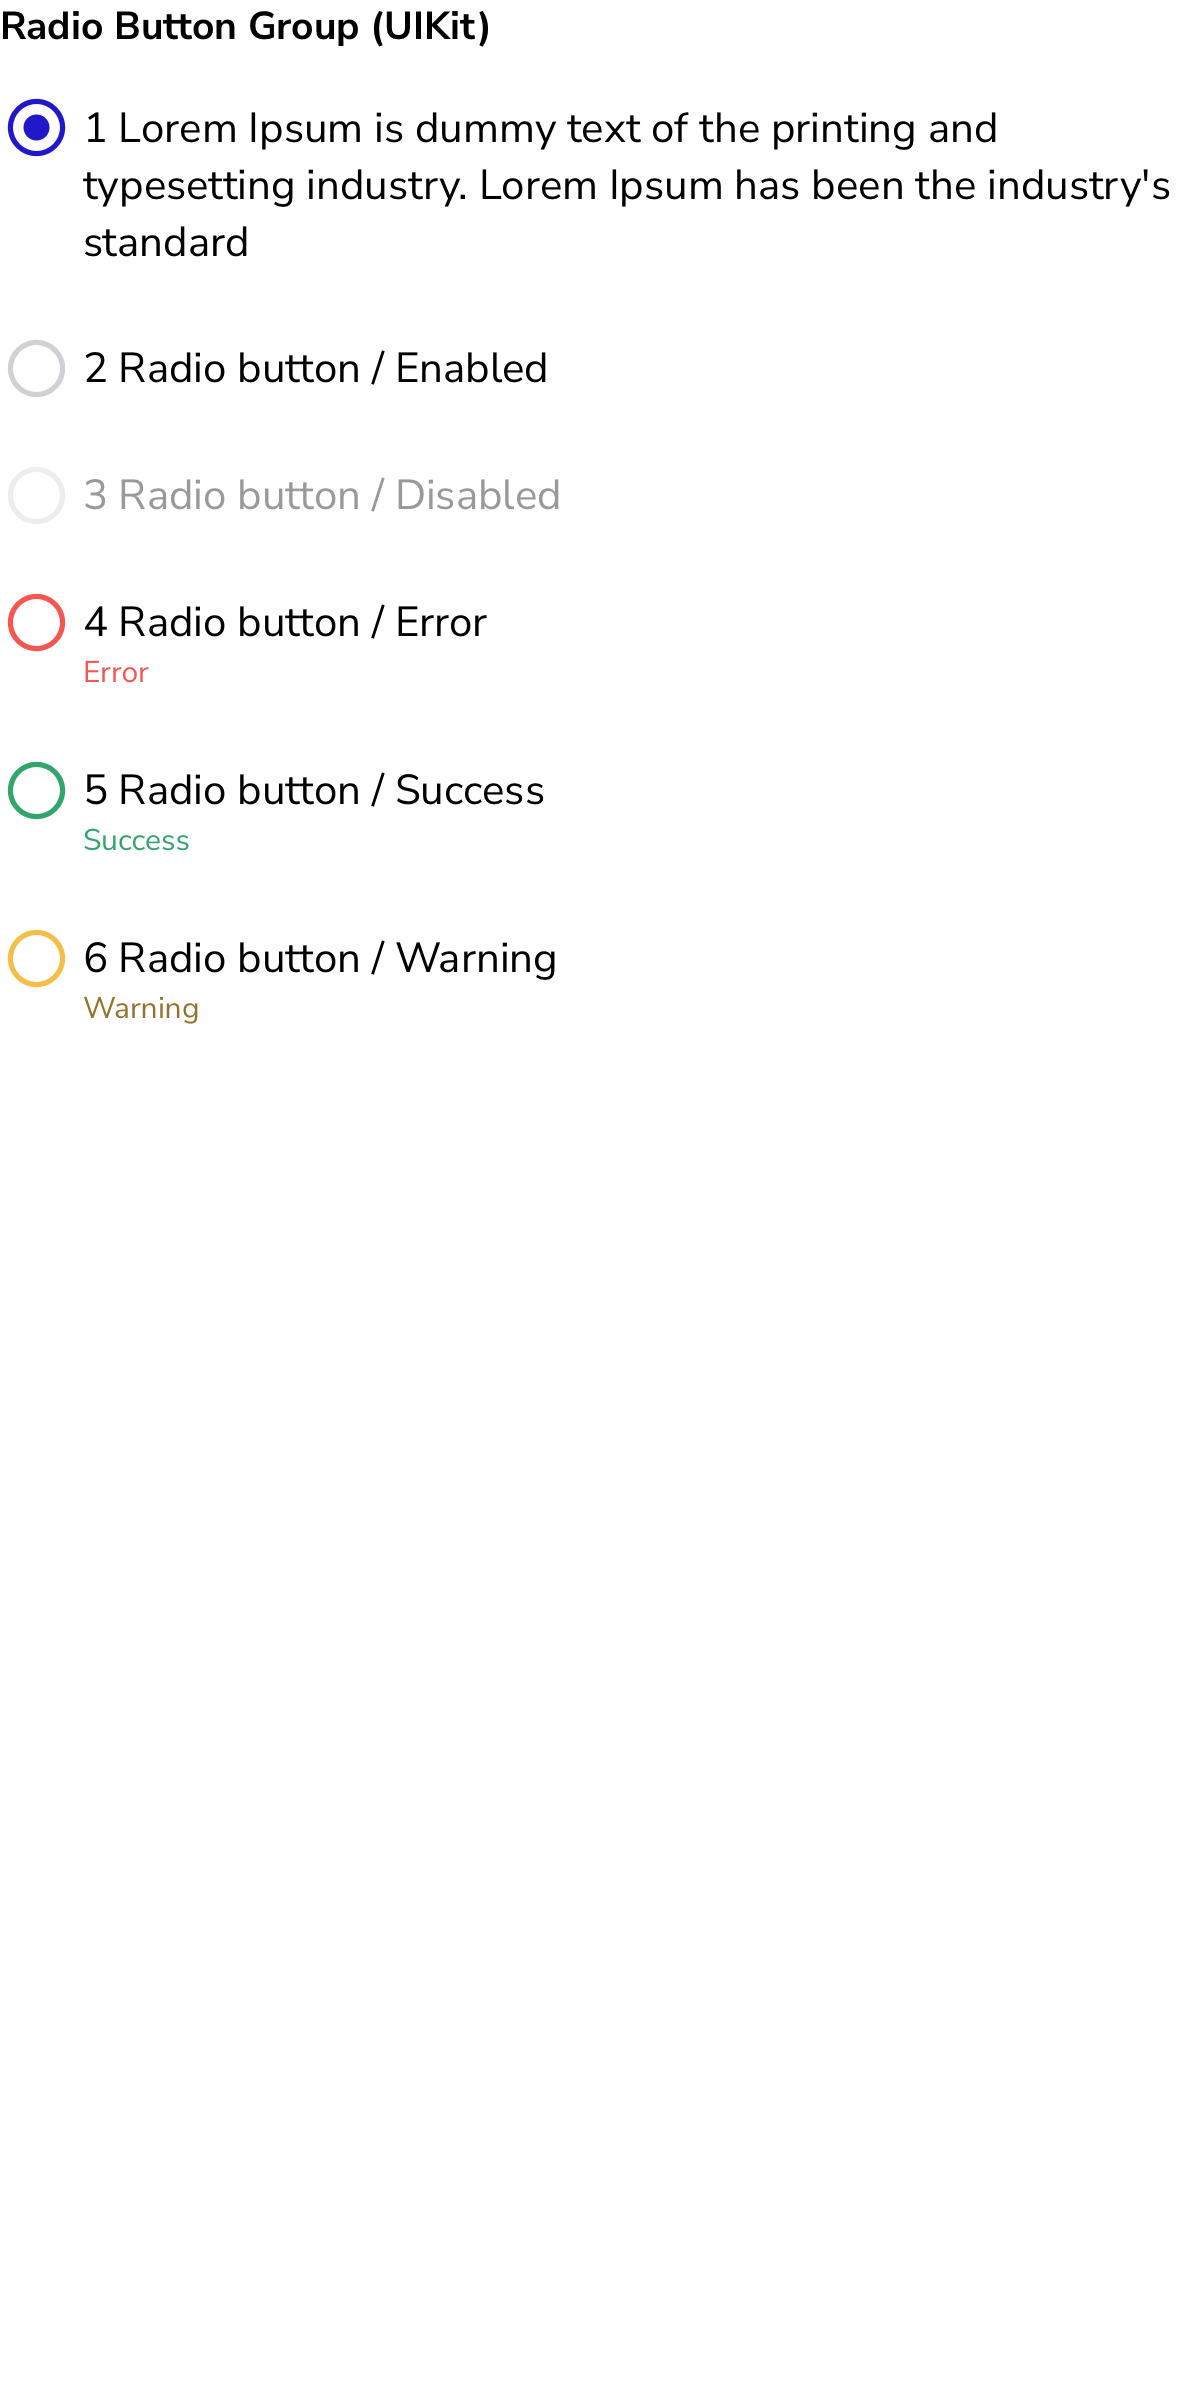 Radio Button Group (UIKit)
1 Lorem Ipsum is dummy text of the printing and
typesetting industry. Lorem Ipsum has been the industry's
standard
2 Radio button / Enabled
3 Radio button / Disabled
4 Radio button / Error
Error
5 Radio button / Success
Success
6 Radio button / Warning
Warning